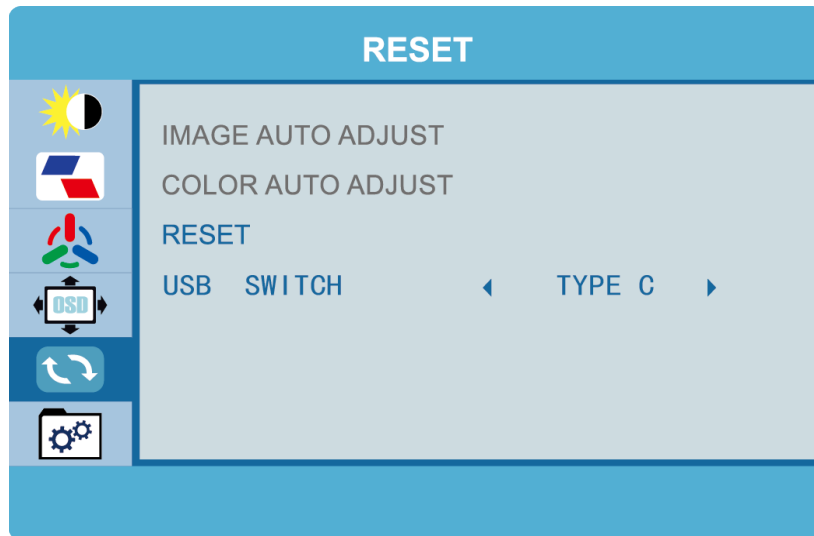 RESET
IMAGE AUTO ADJUST
COLOR AUTO ADJUST
RESET
USB SWITCH TYPE C
OSD